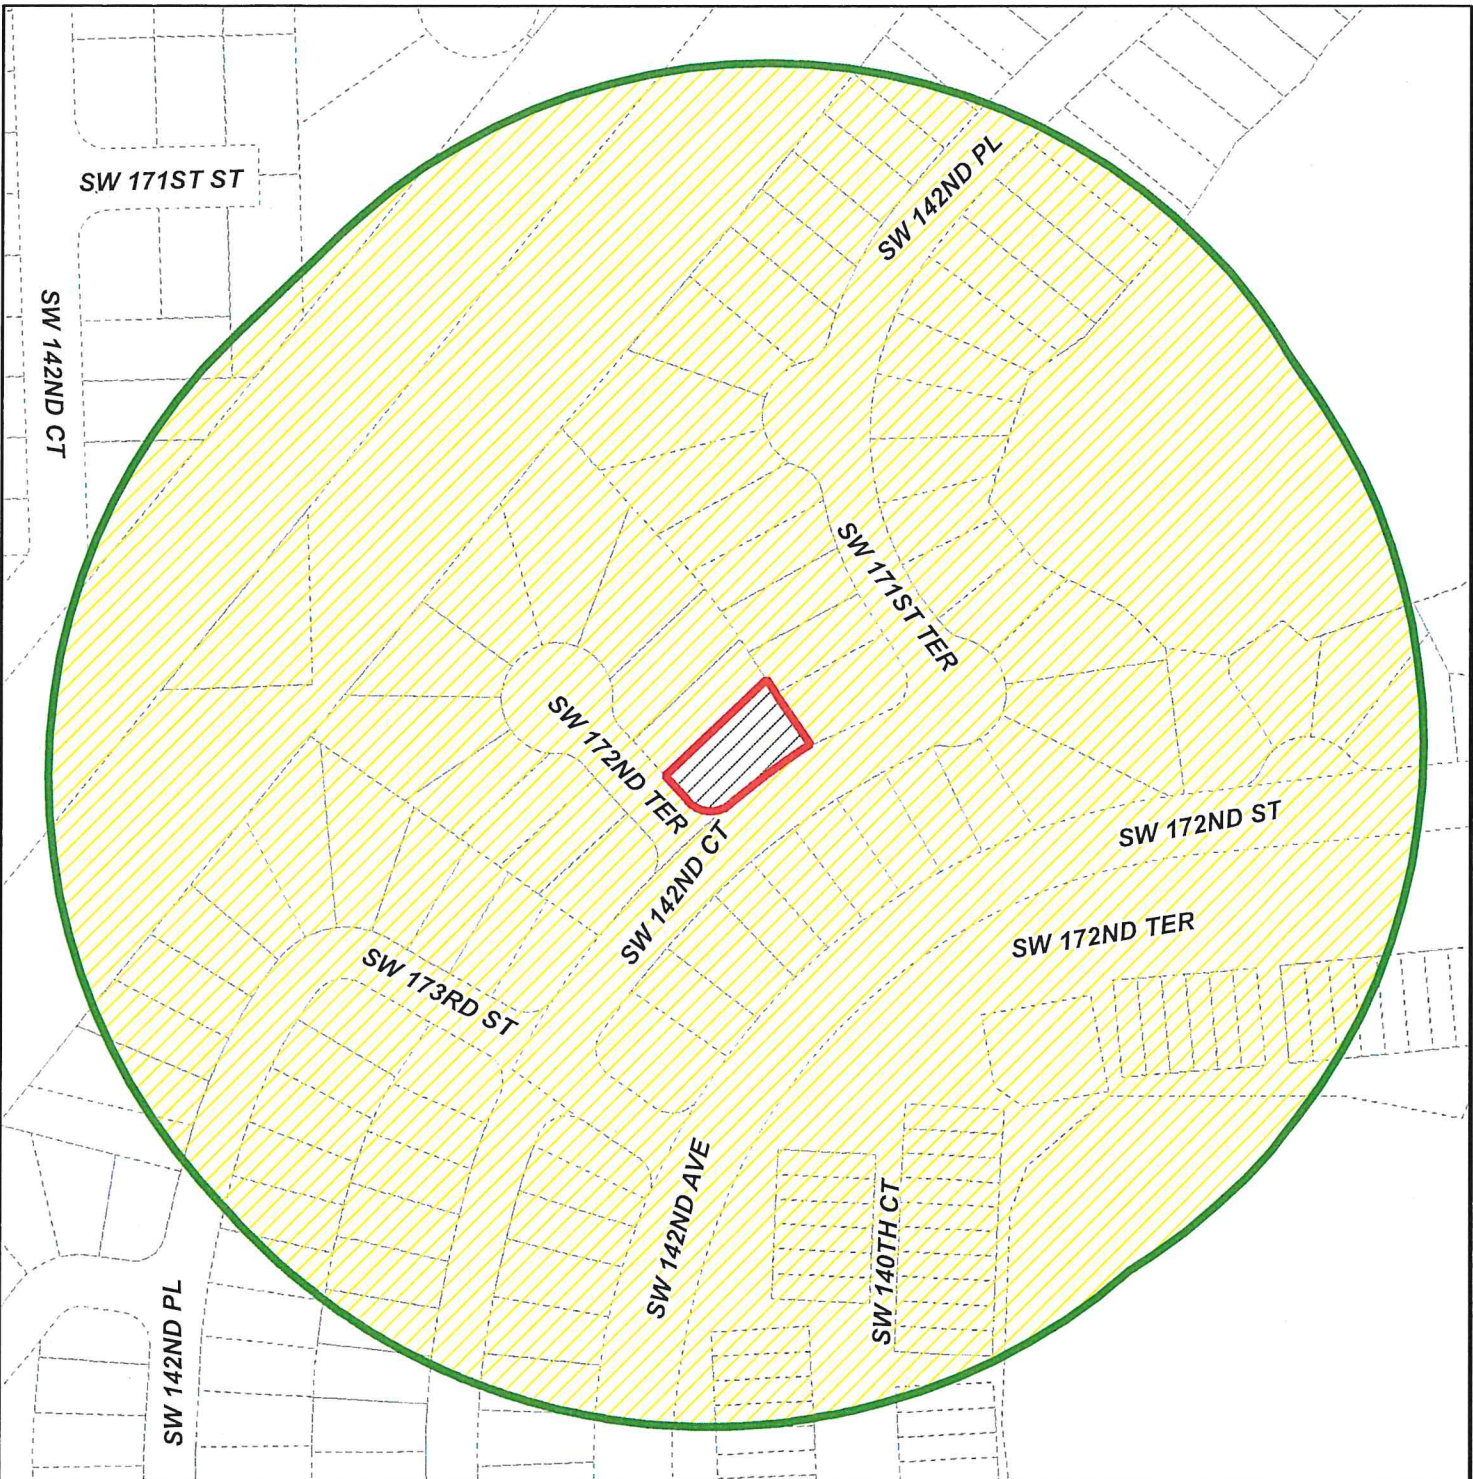 SW 142ND PL
SW 171ST ST
SW 142ND CT
SW 171ST TER
SW 172ND TER
SW 172ND ST
SW 142ND CT
SW 172ND TER
SW 173RD ST
SW 142ND AVE
SW 140TH CT
SW 142ND PL